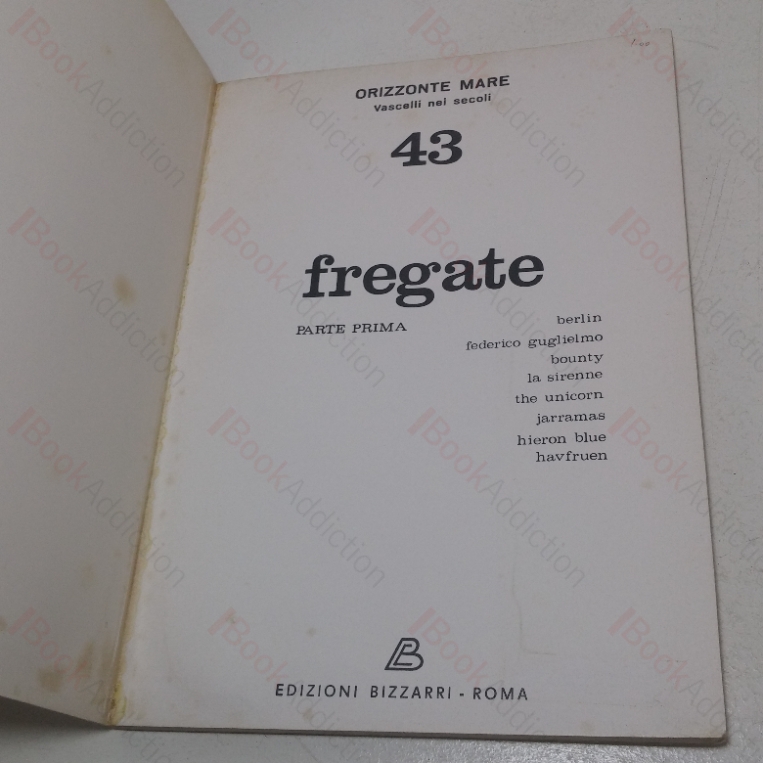 ORIZZONTE MARE
Vascelli nei secoli
43
fregate
PARTE PRIMA
berlin
federico guglielmo
bounty
la sirenne
the unicorn
jarramas
hieron blue
havfruen
EDIZIONI BIZZARRI - ROMA
BookAddiction